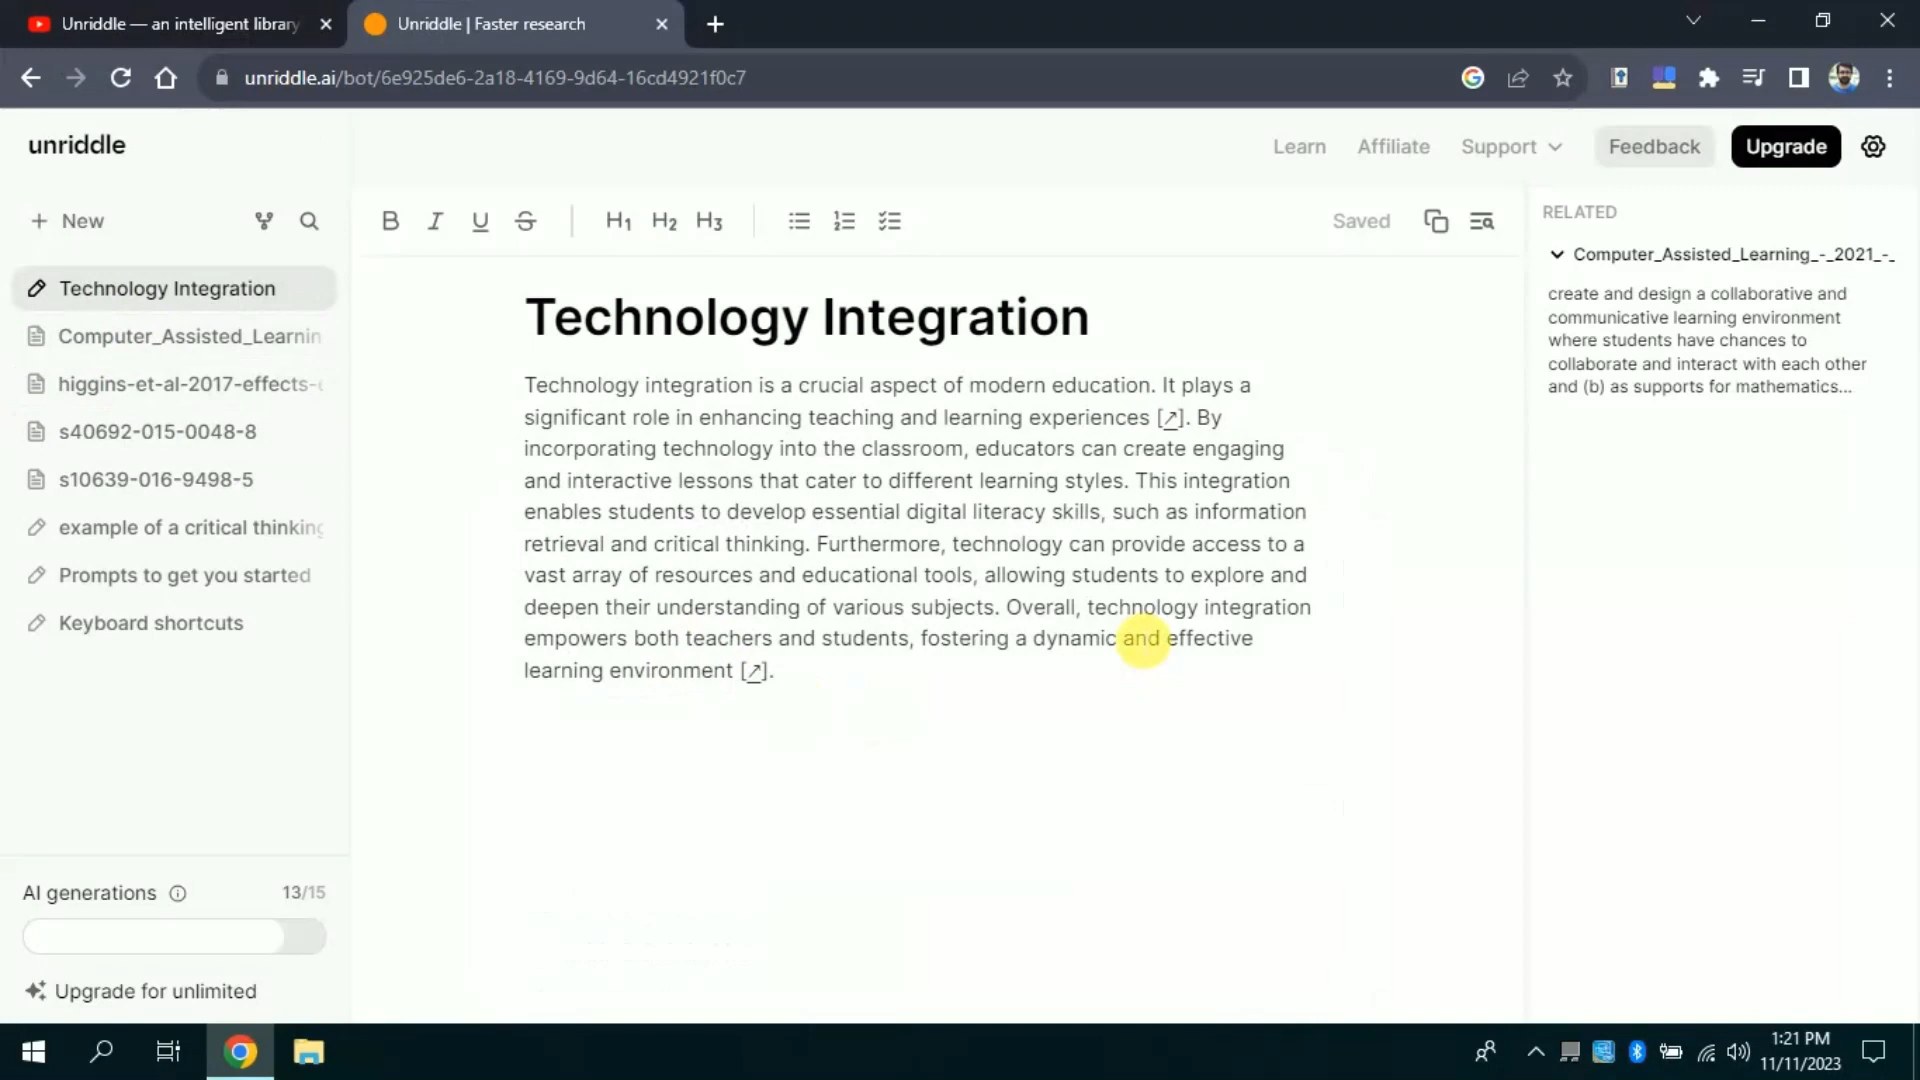 Unriddle — an intelligent library
Unriddle | Faster research
unriddle.ai/bot/6e925de6-2a18-4169-9d64-16cd4921f0c7
unriddle
Learn
Affiliate
Support
Feedback
Upgrade
+ New
B I U S H1 H2 H3
Saved
RELATED
Technology Integration
Computer_Assisted_Learnin
higgins-et-al-2017-effects-
s40692-015-0048-8
s10639-016-9498-5
example of a critical thinking
Prompts to get you started
Keyboard shortcuts
Technology Integration
Technology integration is a crucial aspect of modern education. It plays a
significant role in enhancing teaching and learning experiences [↗]. By
incorporating technology into the classroom, educators can create engaging
and interactive lessons that cater to different learning styles. This integration
enables students to develop essential digital literacy skills, such as information
retrieval and critical thinking. Furthermore, technology can provide access to a
vast array of resources and educational tools, allowing students to explore and
deepen their understanding of various subjects. Overall, technology integration
empowers both teachers and students, fostering a dynamic and effective
learning environment [↗].
Computer_Assisted_Learning_-_2021_-_
create and design a collaborative and
communicative learning environment
where students have chances to
collaborate and interact with each other
and (b) as supports for mathematics...
AI generations
13/15
Upgrade for unlimited
1:21 PM
11/11/2023